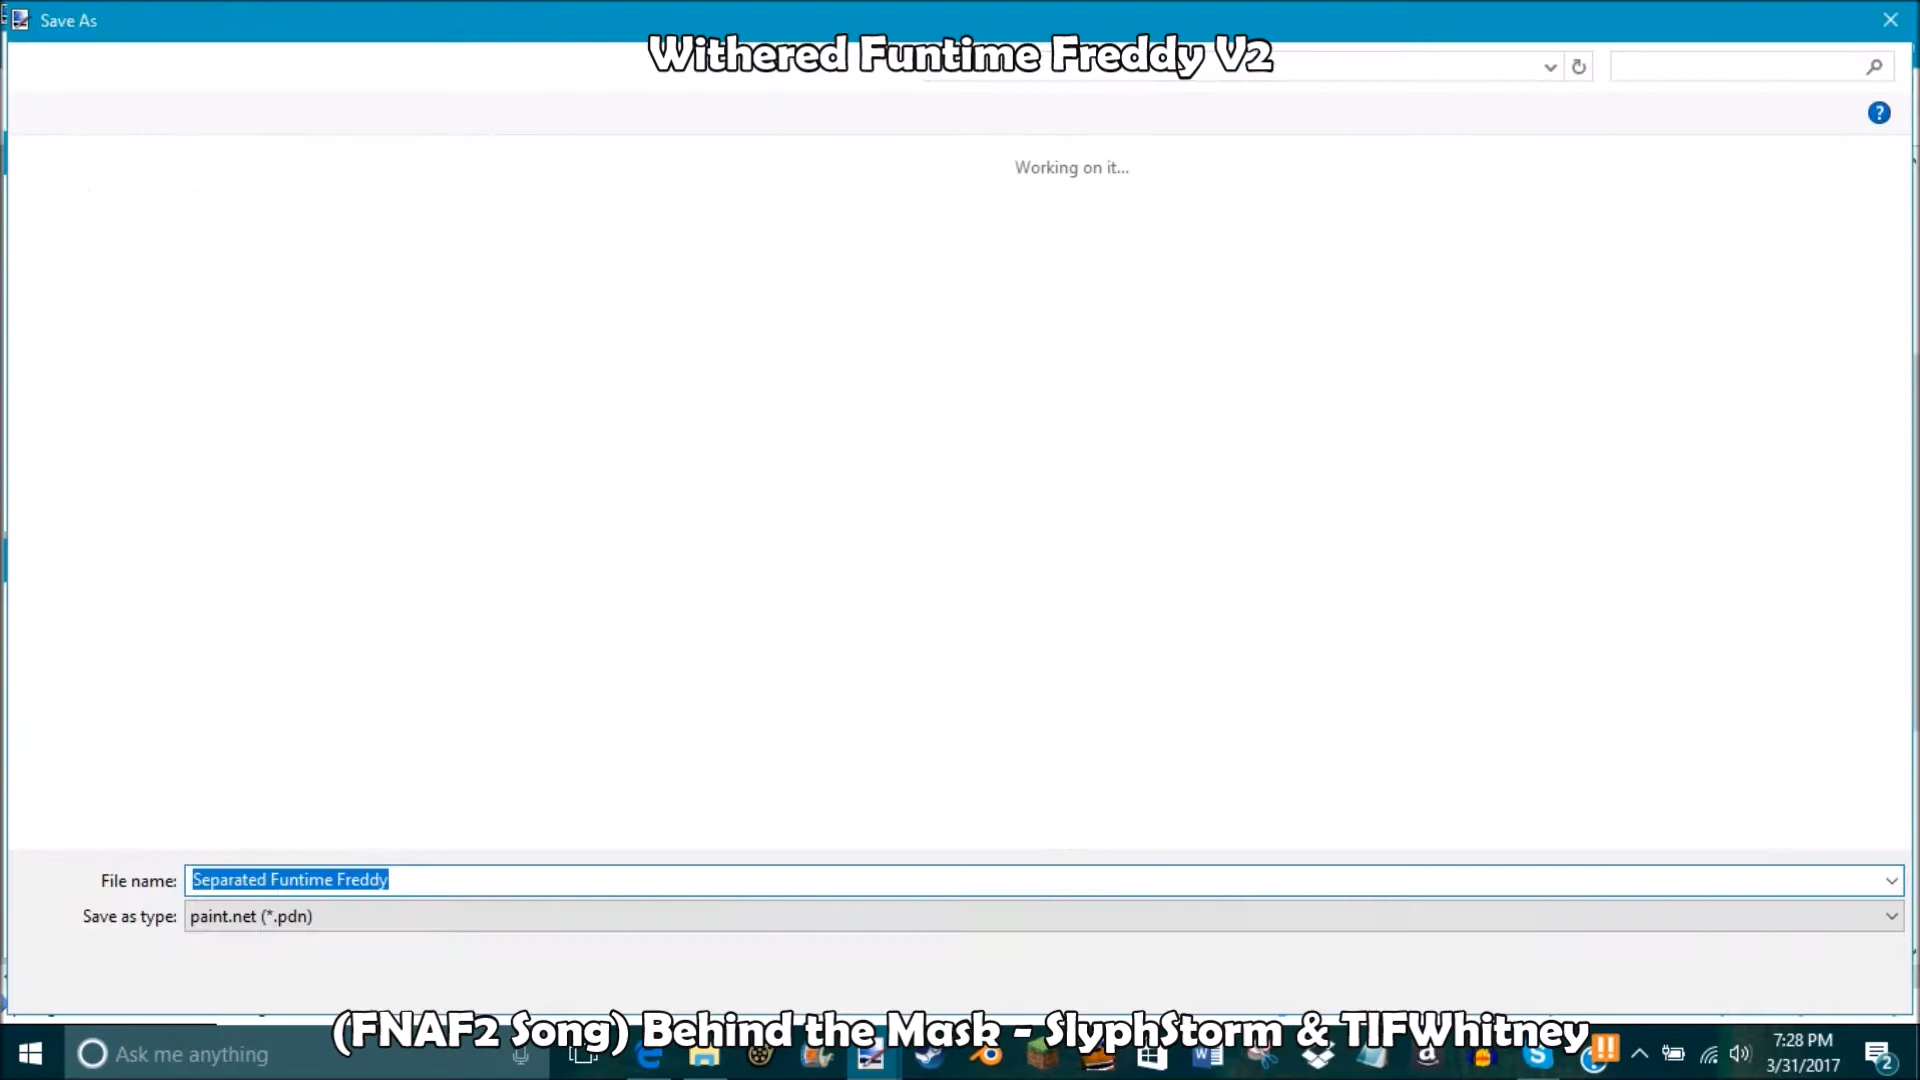 Save As
Withered Funtime Freddy V2
?
Working on it...
File name: Separated Funtime Freddy
Save as type: paint.net (*.pdn)
(FNAF2 Song) Behind the Mask - SlyphStorm & TIFWhitney
Ask me anything
7:28 PM
3/31/2017
2